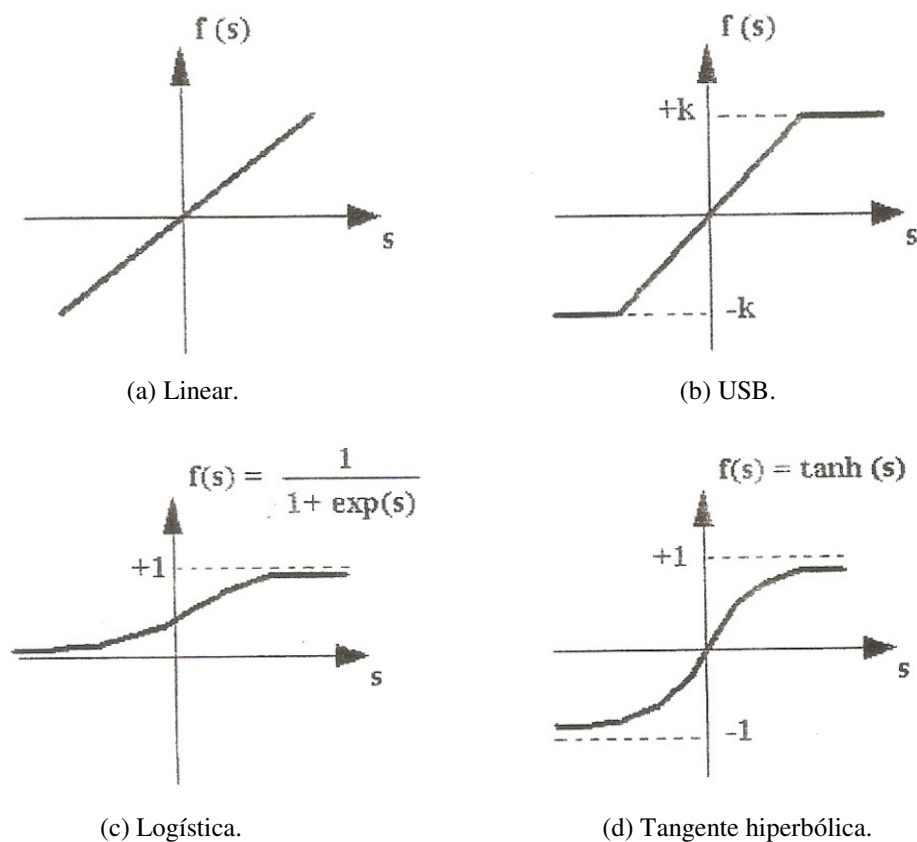 f (s)
s
(a) Linear.
f (s)
+k
s
-k
(b) USB.
f(s) = 1 / 1+ exp(s)
+1
s
(c) Logística.
f(s) = tanh (s)
+1
s
-1
(d) Tangente hiperbólica.